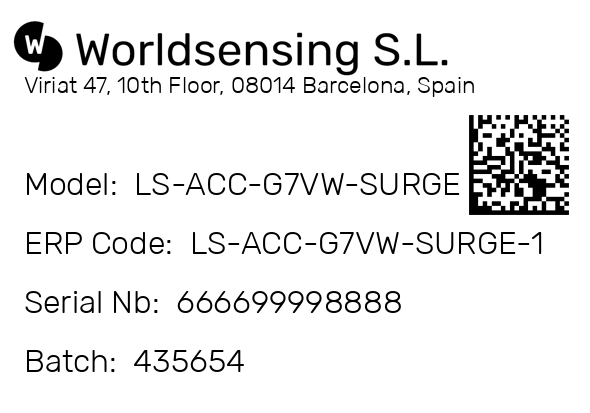 W Worldsensing S.L.
Viriat 47, 10th Floor, 08014 Barcelona, Spain
Model: LS-ACC-G7VW-SURGE
ERP Code: LS-ACC-G7VW-SURGE-1
Serial Nb: 666699998888
Batch: 435654